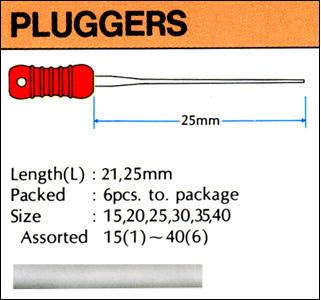 PLUGGERS
25mm
Length(L) : 21,25mm
Packed : 6pcs. to. package
Size : 15,20,25,30,35,40
Assorted 15(1)~40(6)